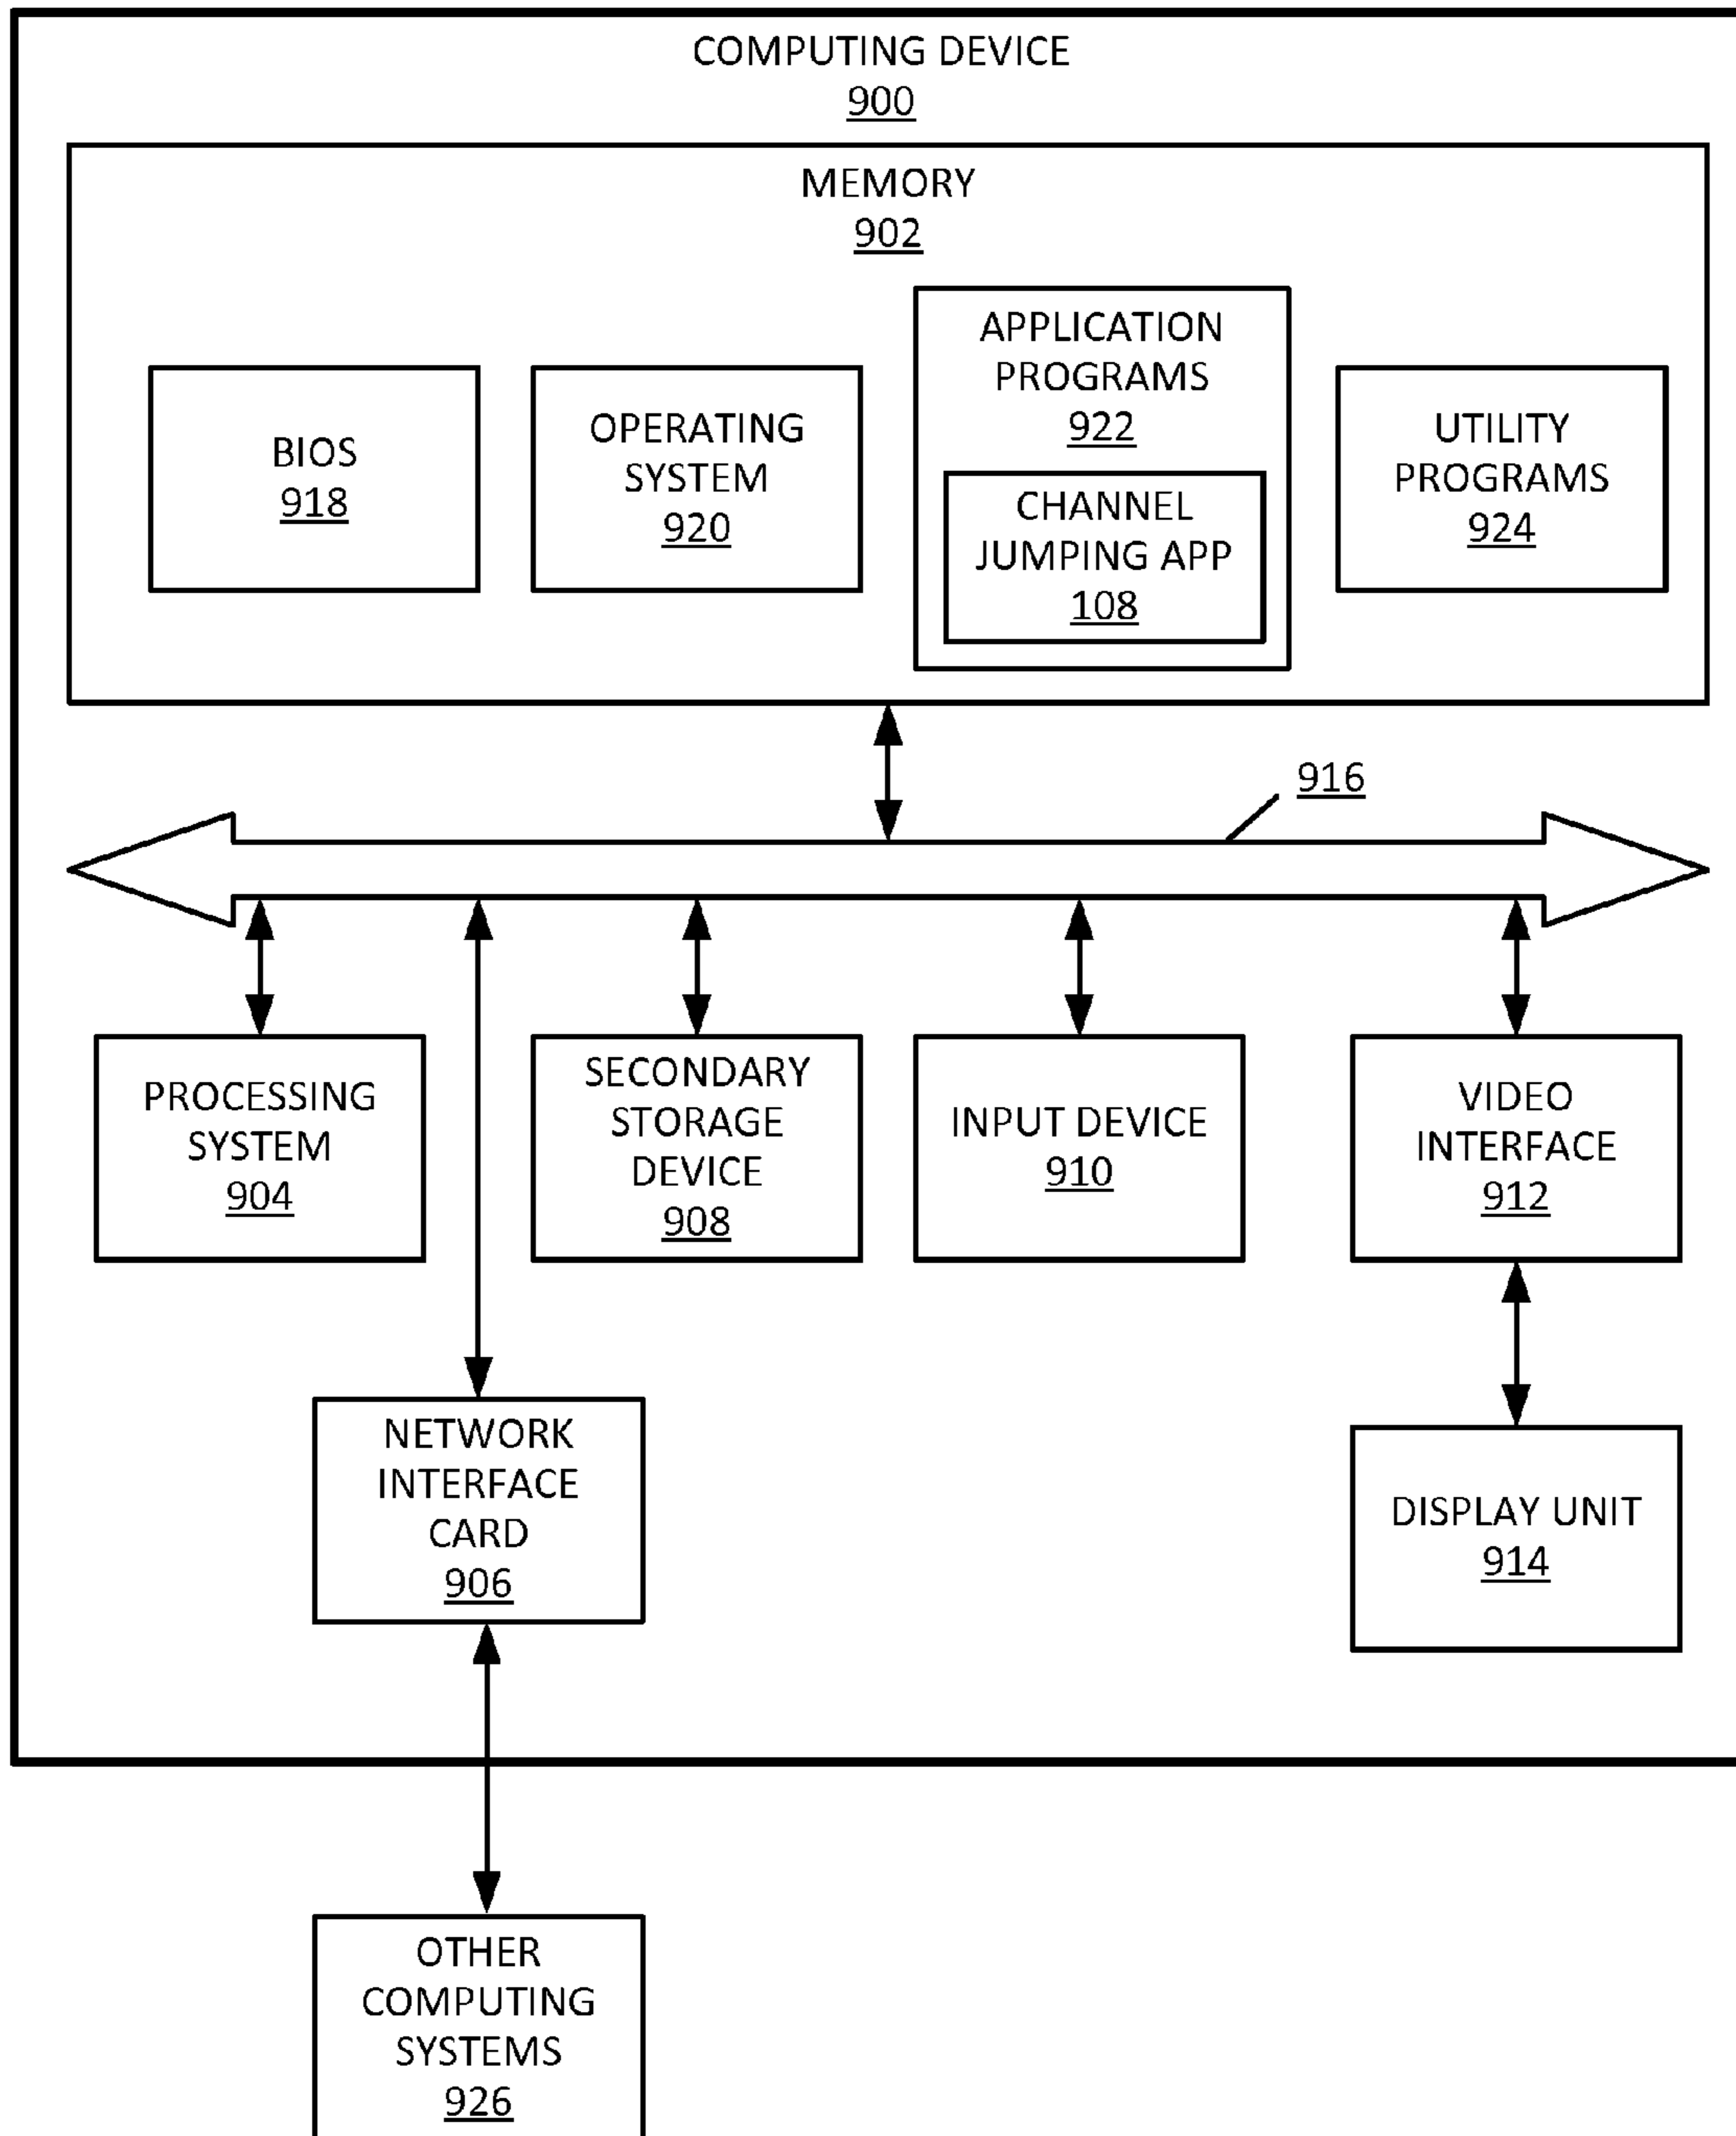 COMPUTING DEVICE
900
MEMORY
902
BIOS
918
OPERATING
SYSTEM
920
APPLICATION
PROGRAMS
922
CHANNEL
JUMPING APP
108
UTILITY
PROGRAMS
924
916
PROCESSING
SYSTEM
904
SECONDARY
STORAGE
DEVICE
908
INPUT DEVICE
910
VIDEO
INTERFACE
912
NETWORK
INTERFACE
CARD
906
DISPLAY UNIT
914
OTHER
COMPUTING
SYSTEMS
926